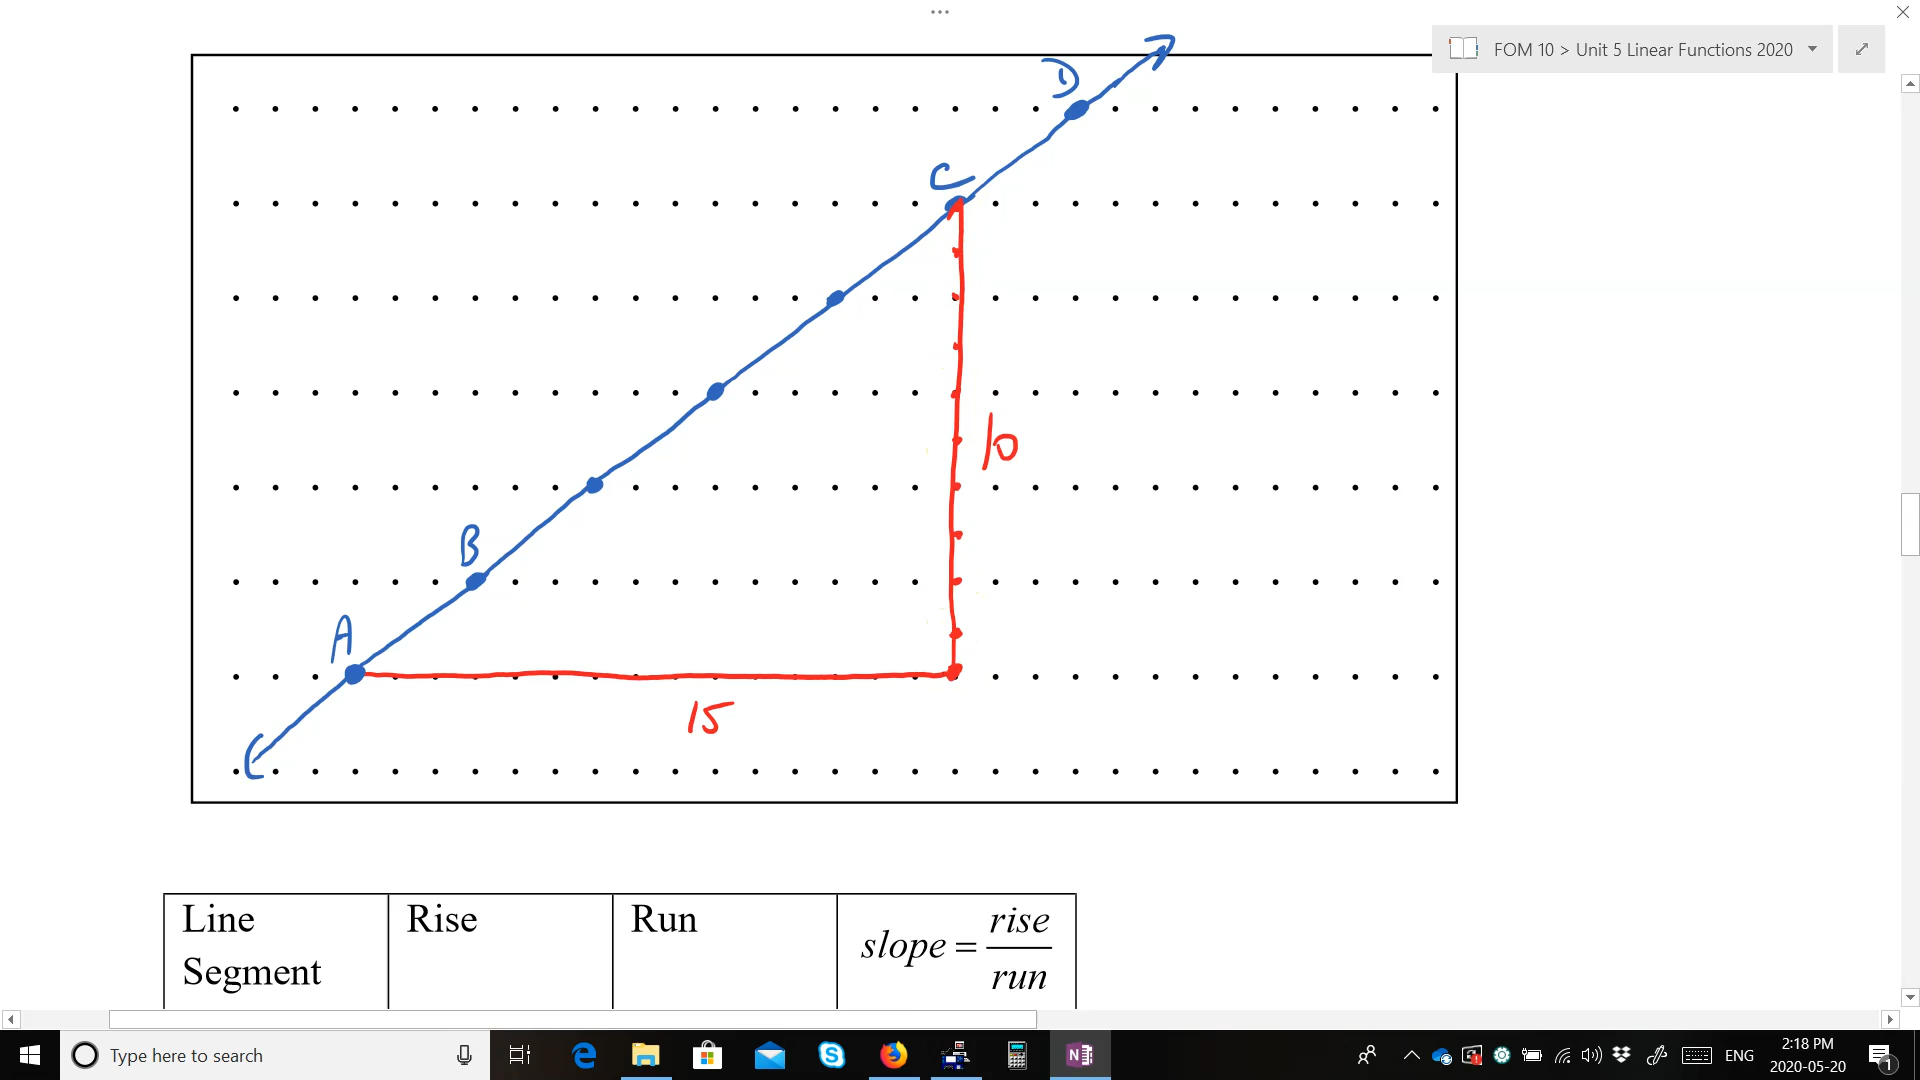 FOM 10 > Unit 5 Linear Functions 2020
D
C
10
B
A
15
Line Segment
Rise
Run
slope = rise/run
Type here to search
ENG
2:18 PM
2020-05-20
1